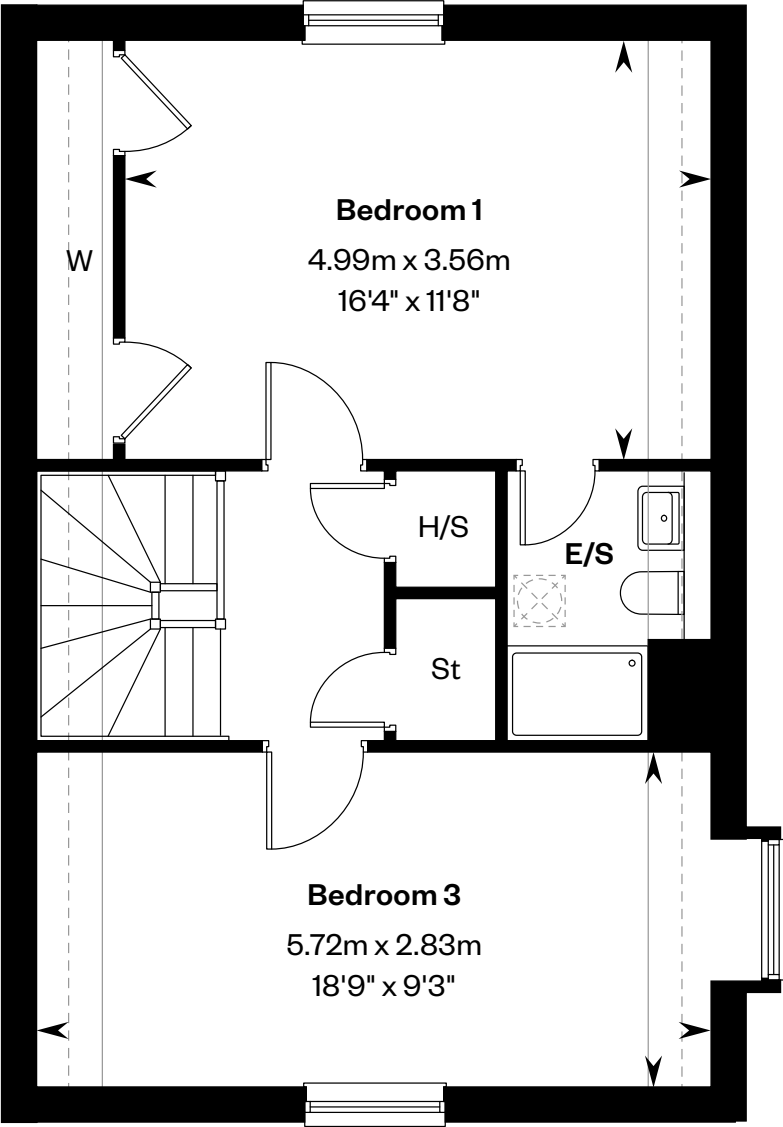 Bedroom 1
4.99m x 3.56m
16'4" x 11'8"
W
H/S
E/S
St
Bedroom 3
5.72m x 2.83m
18'9" x 9'3"